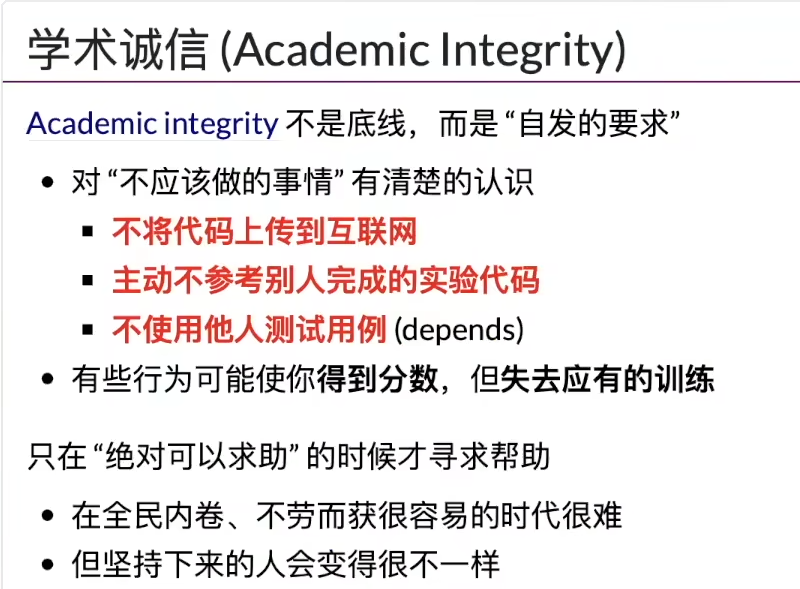 学术诚信 (Academic Integrity)
Academic integrity 不是底线，而是 “自发的要求”
• 对 “不应该做的事情” 有清楚的认识
▪ 不将代码上传到互联网
▪ 主动不参考别人完成的实验代码
▪ 不使用他人测试用例 (depends)
• 有些行为可能使你得到分数，但失去应有的训练
只在 “绝对可以求助” 的时候才寻求帮助
• 在全民内卷、不劳而获很容易的时代很难
• 但坚持下来的人会变得很不一样